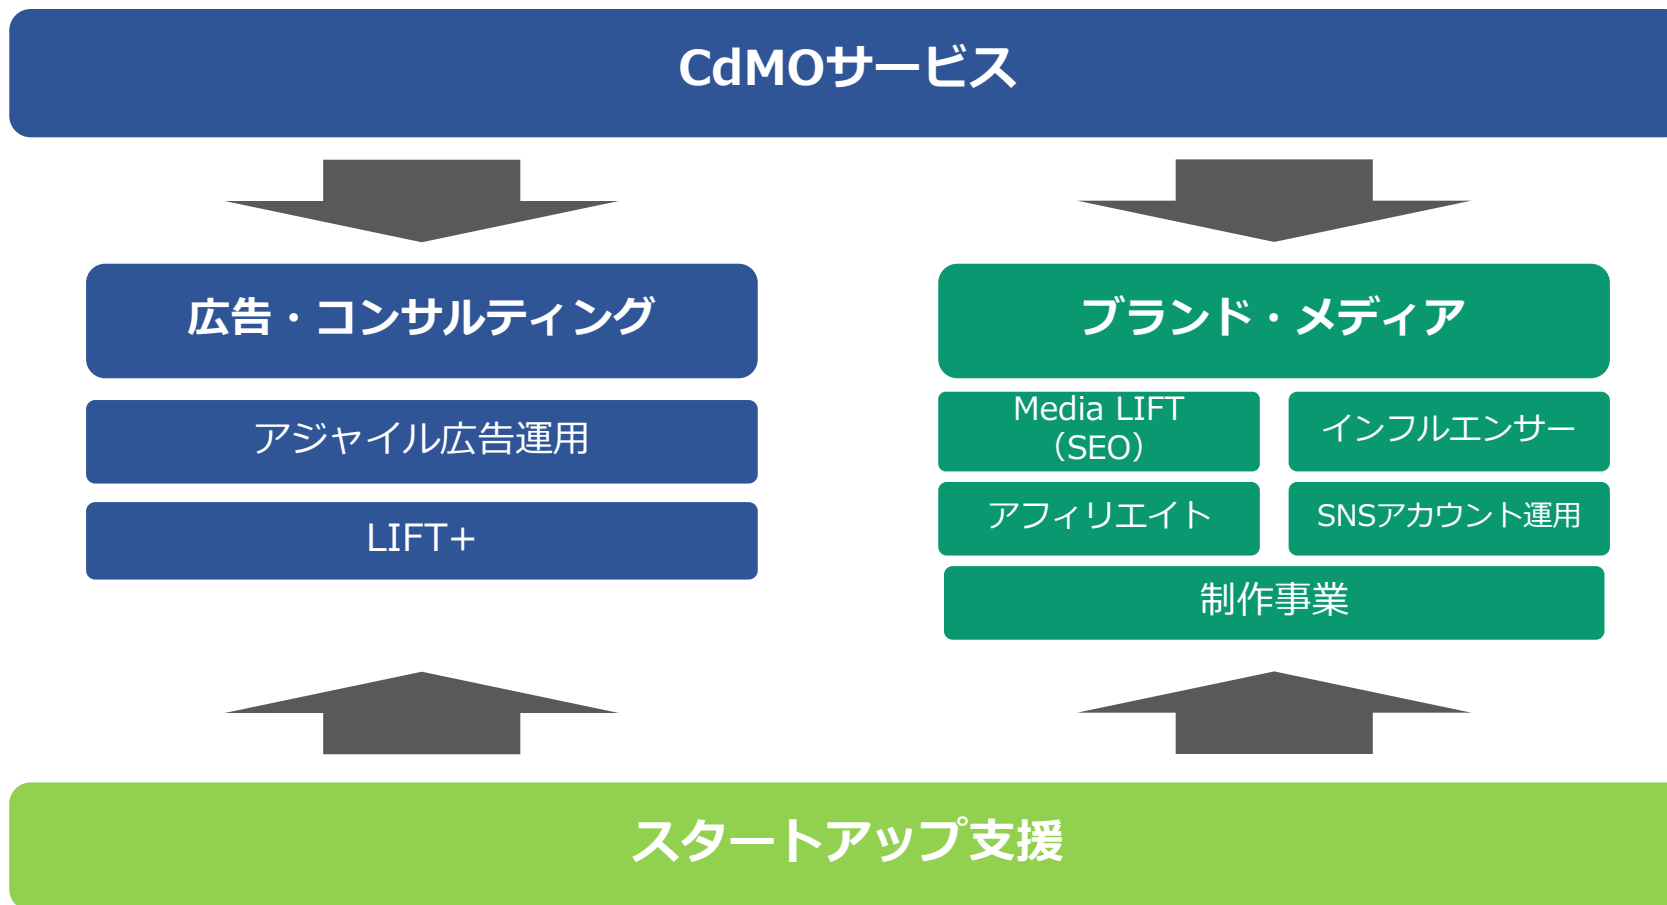 CdMOサービス
広告・コンサルティング
アジャイル広告運用
LIFT+
ブランド・メディア
Media LIFT
（SEO）
インフルエンサー
アフィリエイト
SNSアカウント運用
制作事業
スタートアップ支援